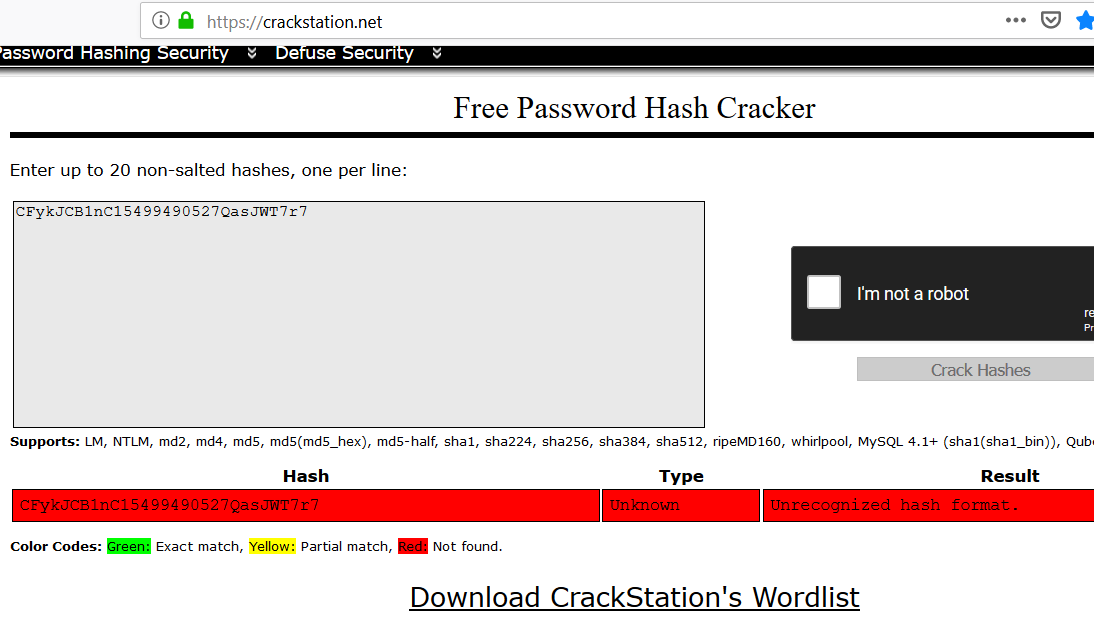 https://crackstation.net
Password Hashing Security Defuse Security
Free Password Hash Cracker
Enter up to 20 non-salted hashes, one per line:
CFykJCB1nC15499490527QasJWT7r7
I'm not a robot
Crack Hashes
Supports: LM, NTLM, md2, md4, md5, md5(md5_hex), md5-half, sha1, sha224, sha256, sha384, sha512, ripeMD160, whirlpool, MySQL 4.1+ (sha1(sha1_bin)),
Hash Type Result
CFykJCB1nC15499490527QasJWT7r7 Unknown Unrecognized hash format.
Color Codes: Green: Exact match, Yellow: Partial match, Red: Not found.
Download CrackStation's Wordlist